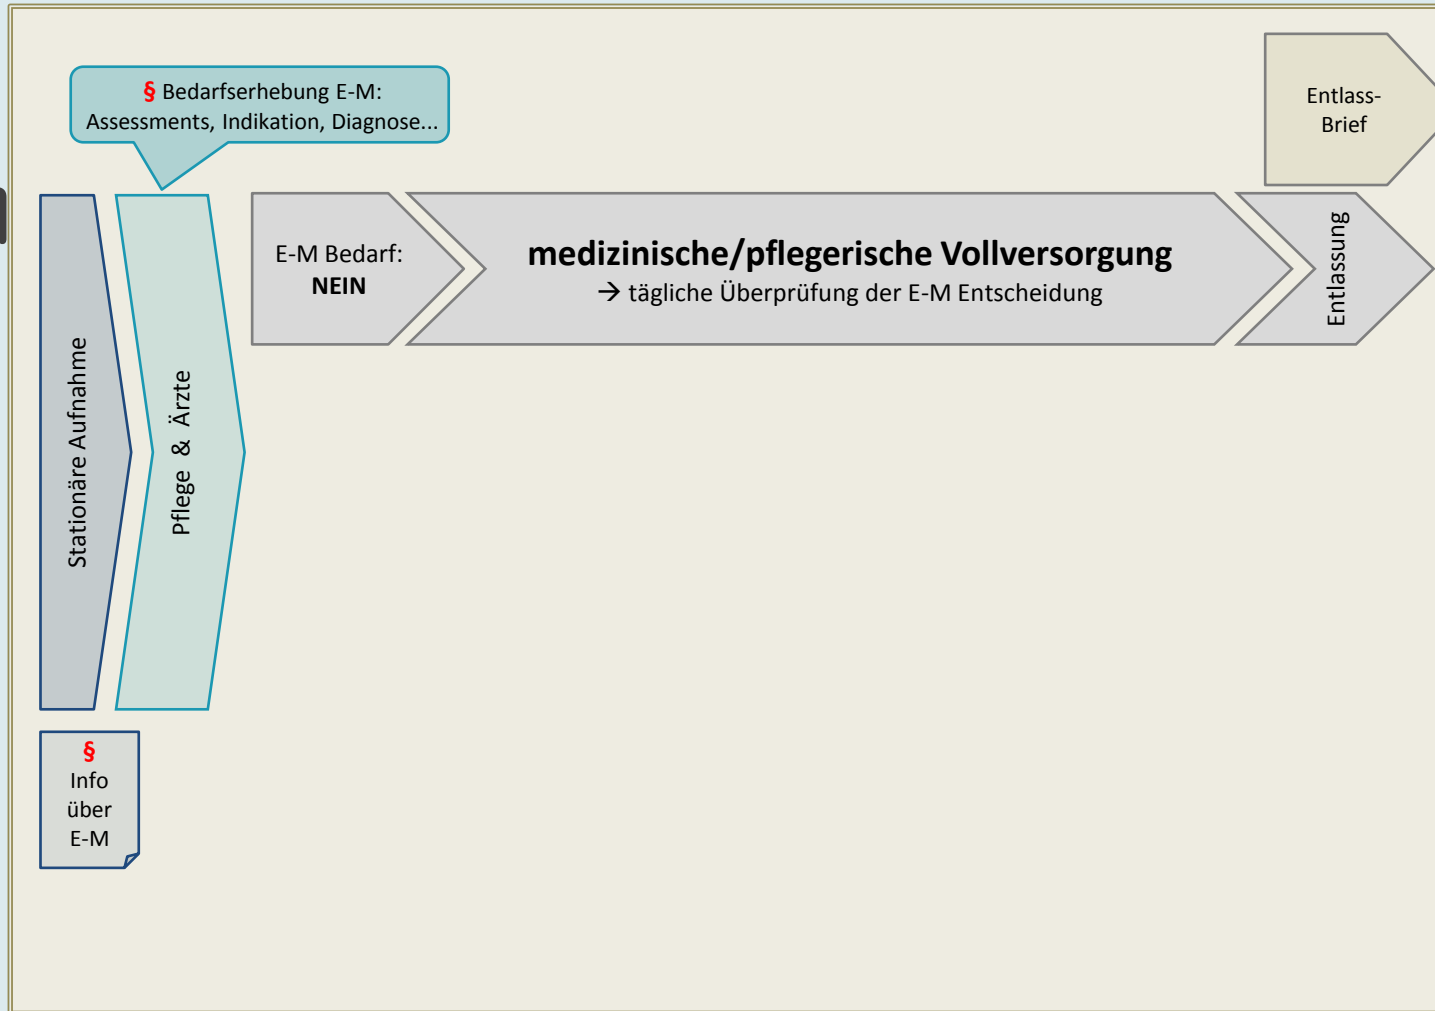 § Bedarfserhebung E-M:
Assessments, Indikation, Diagnose...
Entlass-
Brief
Stationäre Aufnahme
Pflege & Ärzte
E-M Bedarf:
NEIN
medizinische/pflegerische Vollversorgung
→ tägliche Überprüfung der E-M Entscheidung
Entlassung
§
Info
über
E-M